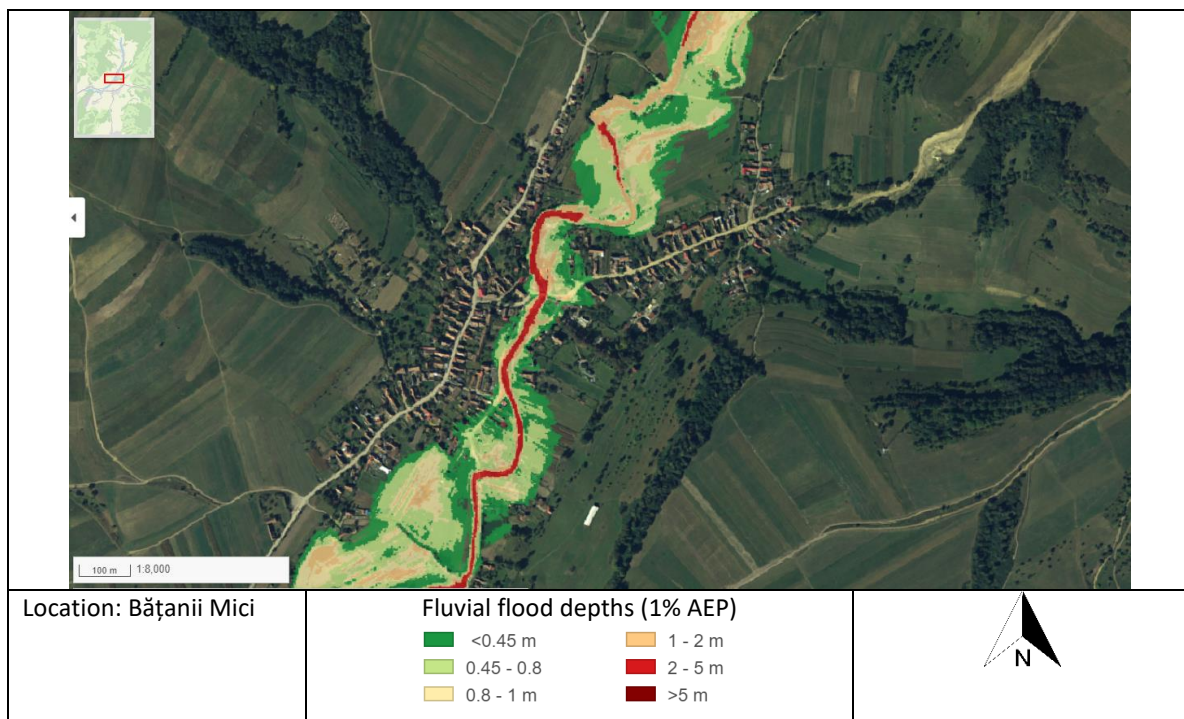 100 m 1:8,000
Location: Bățanii Mici
Fluvial flood depths (1% AEP)
<0.45 m
0.45 - 0.8
0.8 - 1 m
1 - 2 m
2 - 5 m
>5 m
N